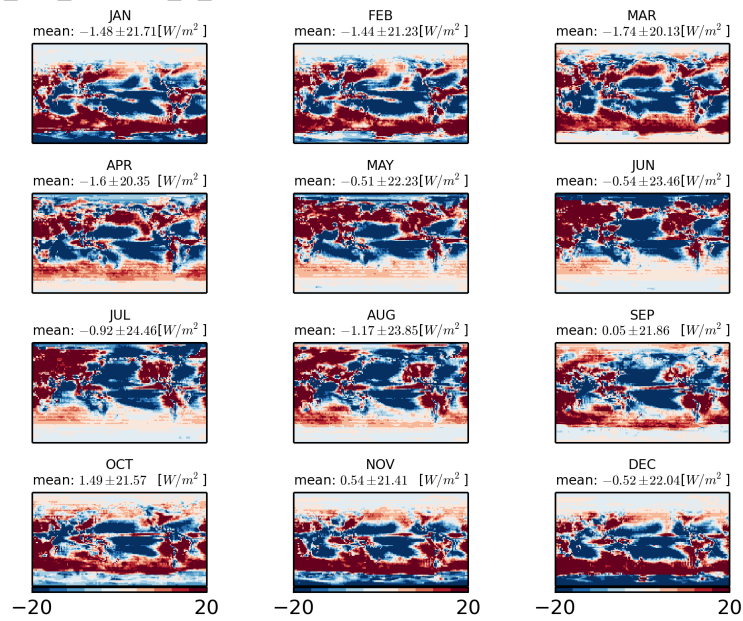 JAN FEB MAR
mean: −1.48±21.71[W/m²] mean: −1.44±21.23[W/m²] mean: −1.74±20.13[W/m²]
APR MAY JUN
mean: −1.6±20.35 [W/m²] mean: −0.51±22.23[W/m²] mean: −0.54±23.46[W/m²]
JUL AUG SEP
mean: −0.92±24.46[W/m²] mean: −1.17±23.85[W/m²] mean: 0.05±21.86 [W/m²]
OCT NOV DEC
mean: 1.49±21.57 [W/m²] mean: 0.54±21.41 [W/m²] mean: −0.52±22.04[W/m²]
−20 20 −20 20 −20 20